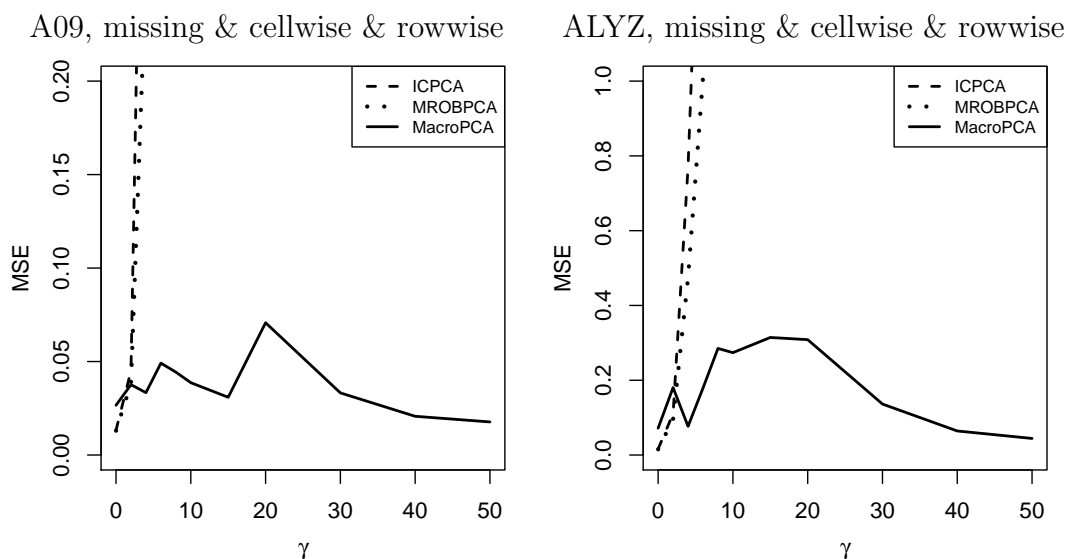 A09, missing & cellwise & rowwise
0.20
0.15
0.10
0.05
0.00
MSE
ICPCA
MROBPCA
MacroPCA
0 10 20 30 40 50
γ
ALYZ, missing & cellwise & rowwise
1.0
0.8
0.6
0.4
0.2
0.0
MSE
ICPCA
MROBPCA
MacroPCA
0 10 20 30 40 50
γ